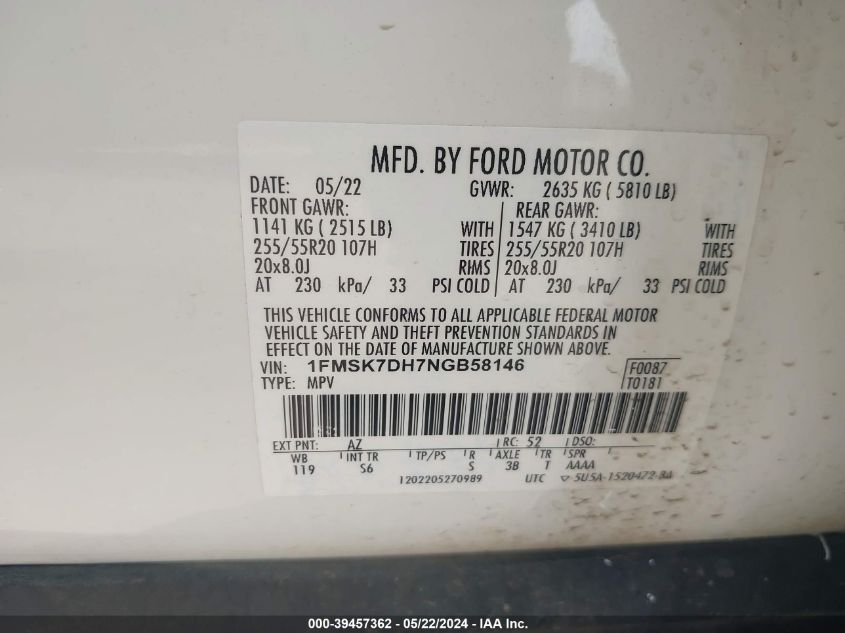 MFD. BY FORD MOTOR CO.
DATE: 05/22 GVWR: 2635 KG ( 5810 LB)
FRONT GAWR: REAR GAWR:
1141 KG ( 2515 LB) WITH 1547 KG ( 3410 LB) WITH
255/55R20 107H TIRES 255/55R20 107H TIRES
20x8.0J RIMS 20x8.0J RIMS
AT 230 kPa/ 33 PSI COLD AT 230 kPa/ 33 PSI COLD
THIS VEHICLE CONFORMS TO ALL APPLICABLE FEDERAL MOTOR
VEHICLE SAFETY AND THEFT PREVENTION STANDARDS IN
EFFECT ON THE DATE OF MANUFACTURE SHOWN ABOVE.
VIN: 1FMSK7DH7NGB58146 F0087
TYPE: MPV T0181
EXT PNT: AZ RC: 52 DSO:
WB INT TR TP/PS R AXLE TR SPR
119 S6 S 3B T AAAA
1202205270989 UTC 5U5A-1520472-BA
000-39457362 - 05/22/2024 - IAA Inc.